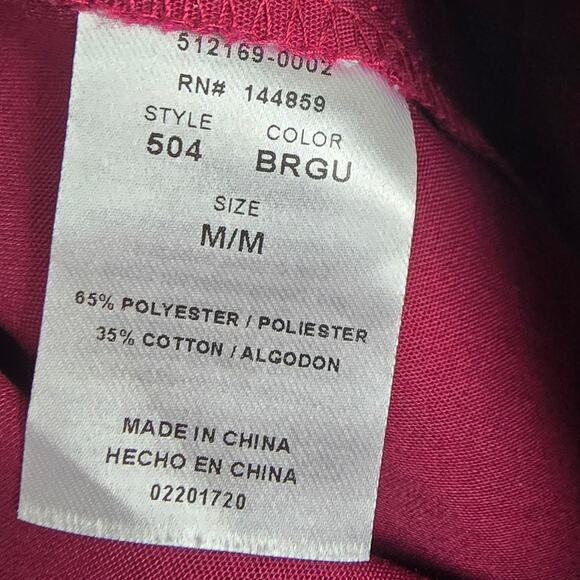 512169-0002
RN# 144859
STYLE COLOR
504 BRGU
SIZE
M/M
65% POLYESTER / POLIESTER
35% COTTON / ALGODON
MADE IN CHINA
HECHO EN CHINA
02201720